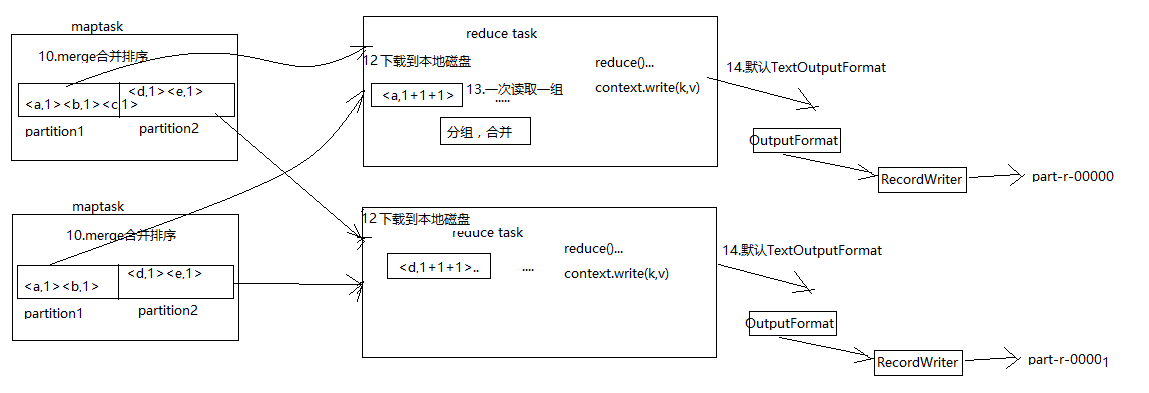 maptask
10.merge合并排序
<a,1><b,1><c,1>
<d,1><e,1>
partition1
partition2
maptask
10.merge合并排序
<a,1><b,1>
<d,1><e,1>
partition1
partition2
reduce task
12下载到本地磁盘
<a,1+1+1>
13.一次读取一组
.....
分组，合并
reduce()...
context.write(k,v)
14.默认TextOutputFormat
OutputFormat
RecordWriter
part-r-00000
12下载到本地磁盘
reduce task
<d,1+1+1>..
....
reduce()...
context.write(k,v)
14.默认TextOutputFormat
OutputFormat
RecordWriter
part-r-00001